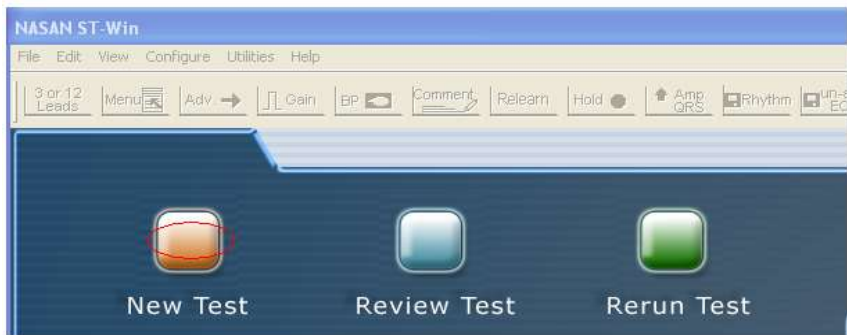 NASAN ST-Win
File Edit View Configure Utilities Help
3 or 12 Leads Menu Adv. Gain BP Comment Relearn Hold Amp QRS Rhythm
New Test Review Test Rerun Test